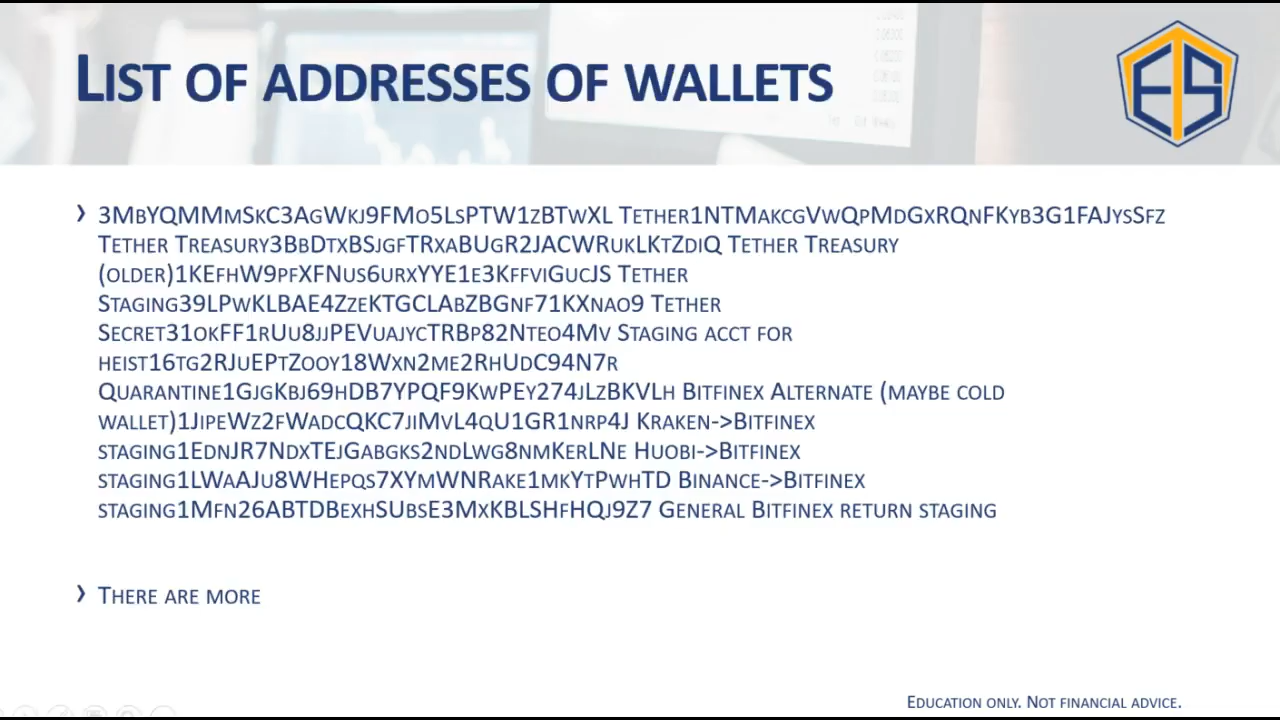 List of addresses of wallets
ES
› 3MbYQMMmSkC3AgWkj9FMo5LsPTW1zBTwXL Tether1NTMakcgVwQpMdGxRQnFKyb3G1FAJysSfz
Tether Treasury3BbDtxBSjgfTRxaBUgR2JACWRukLKtZdiQ Tether Treasury
(older)1KEfhW9pfXFNus6urxYYE1e3KffviGucJS Tether
Staging39LPwKLBAE4ZzeKTGCLAbZBGnf71KXnao9 Tether
Secret31okFF1rUu8jjPEVuajycTRBp82Nteo4Mv Staging acct for
heist16tg2RJuEPtZooy18Wxn2me2RhUdC94N7r
Quarantine1GjgKbj69hDB7YPQF9KwPEy274jLzBKVLh Bitfinex Alternate (maybe cold
wallet)1JipeWz2fWadcQKC7jiMvL4qU1GR1nrp4J Kraken->Bitfinex
staging1EdnJR7NdxTEjGabgks2ndLwg8nmKerLNe Huobi->Bitfinex
staging1LWaAJu8WHepqs7XYmWNRake1mkYtPwhTD Binance->Bitfinex
staging1Mfn26ABTDBexhSUbsE3MxKBLSHfHQj9Z7 General Bitfinex return staging
› There are more
Education only. Not financial advice.